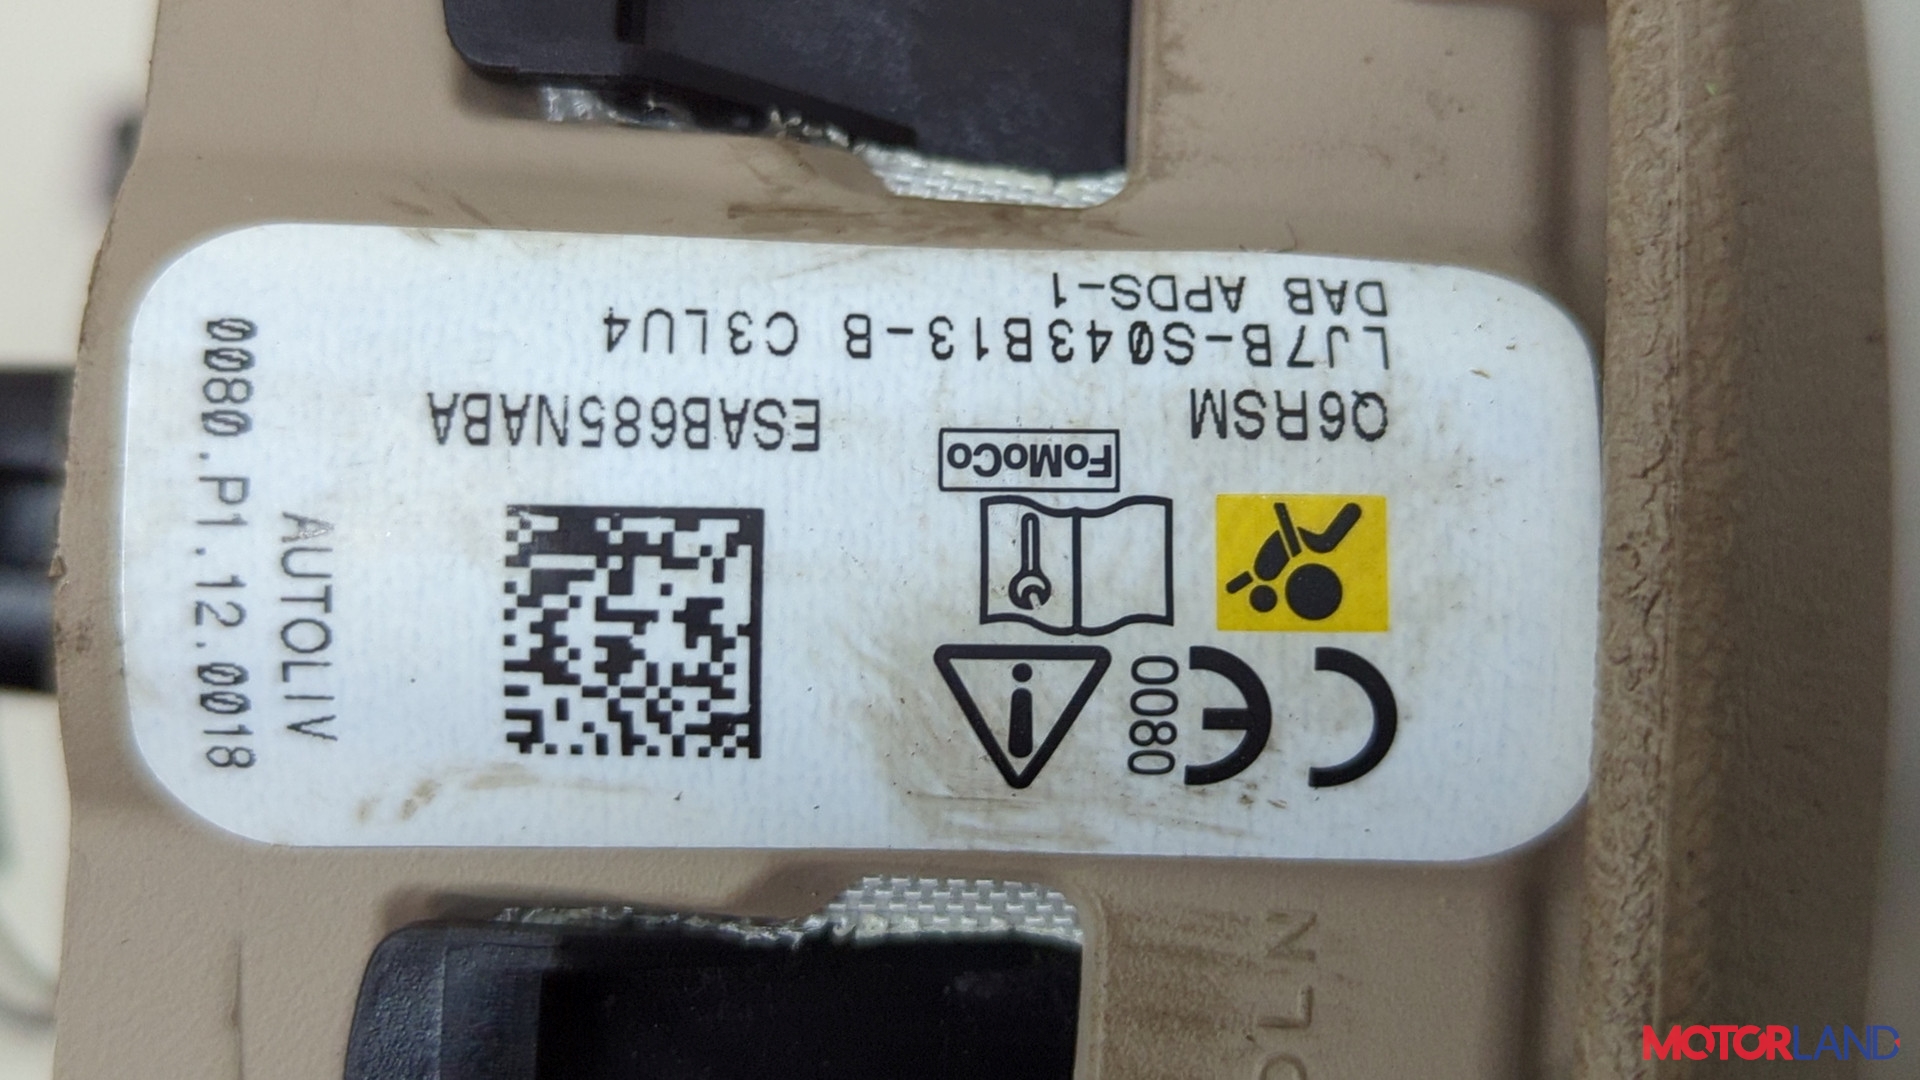 DAB APDS-1
LJ7B-S043B13-B C3LU4
Q6RSM
ESAB685NABA
FoMoCo
CE
0080
AUTOLIV
0080.P1.12.0018
MOTORLAND